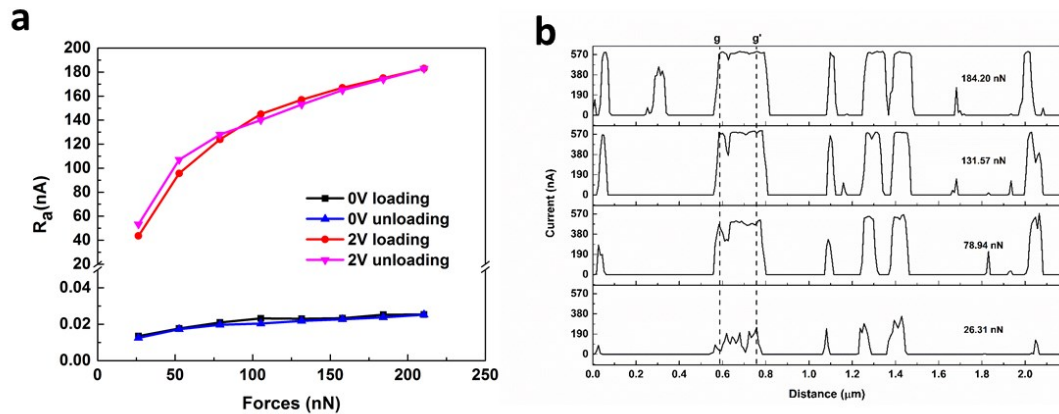 a
200
180
160
140
120
100
80
60
40
20
0.04
0.02
0.00
0
50
100
150
200
250
Ra(nA)
Forces (nN)
0V loading
0V unloading
2V loading
2V unloading
b
g
g'
570
380
190
0
184.20 nN
570
380
190
0
131.57 nN
570
380
190
0
78.94 nN
570
380
190
0
26.31 nN
Current (nA)
0.0
0.2
0.4
0.6
0.8
1.0
1.2
1.4
1.6
1.8
2.0
Distance (μm)